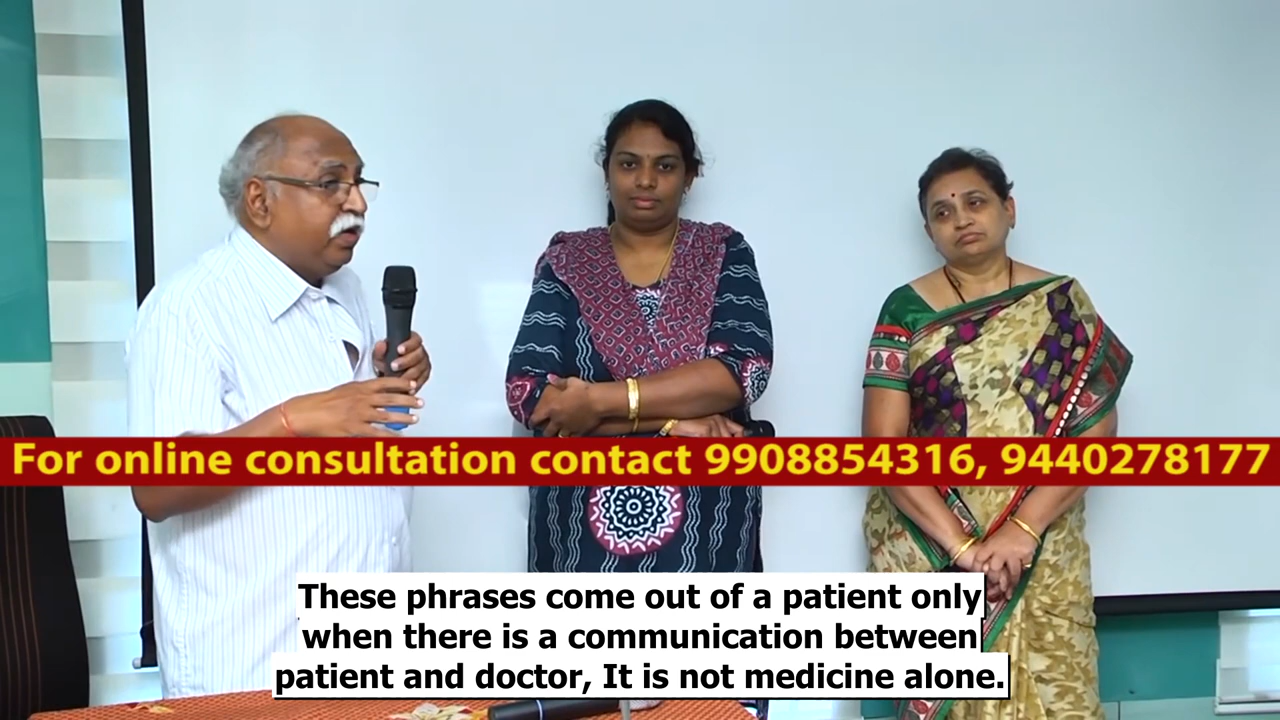 For online consultation contact 9908854316, 9440278177
These phrases come out of a patient only
when there is a communication between
patient and doctor, It is not medicine alone.